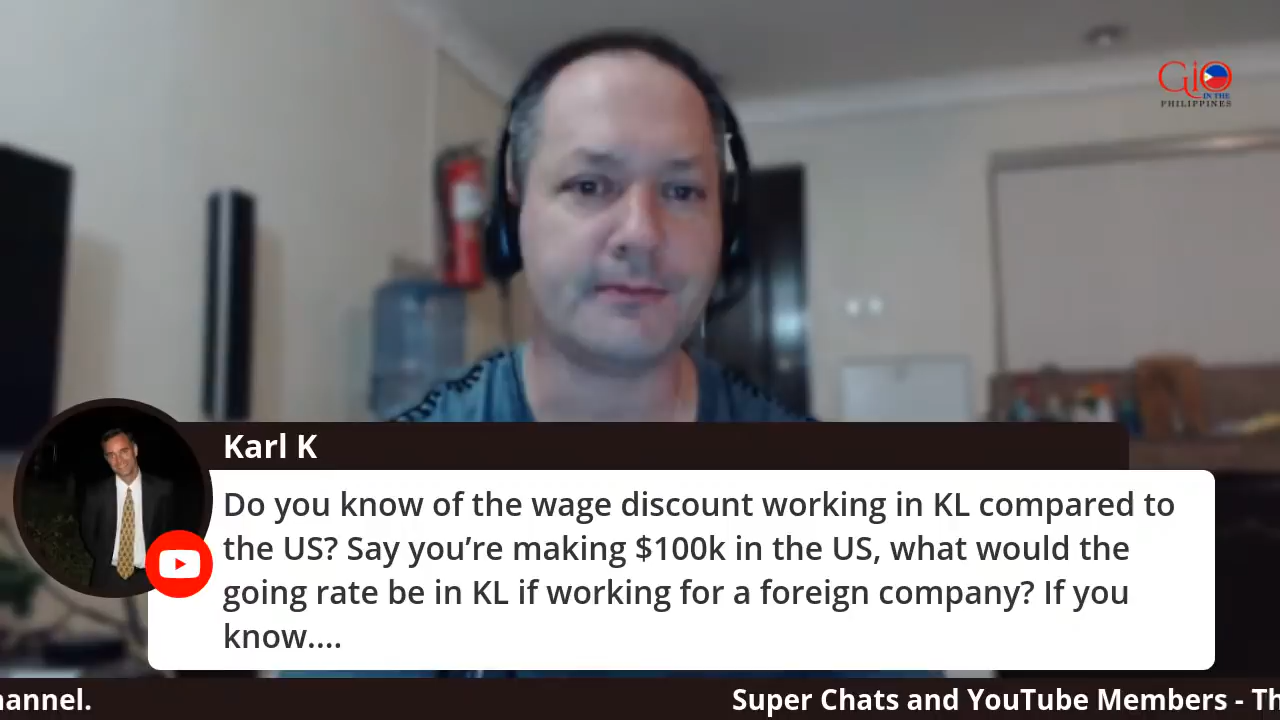 GiO
IN THE
PHILIPPINES
Karl K
Do you know of the wage discount working in KL compared to
the US? Say you’re making $100k in the US, what would the
going rate be in KL if working for a foreign company? If you
know....
hannel.
Super Chats and YouTube Members - Th